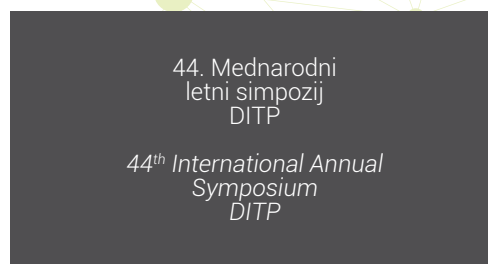 44. Mednarodni
letni simpozij
DITP
44th International Annual
Symposium
DITP